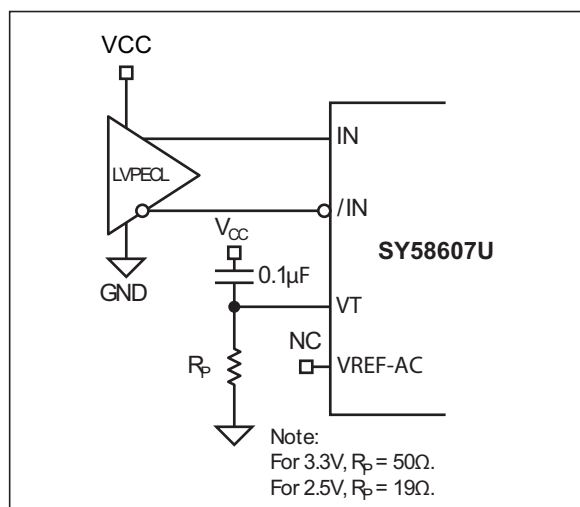 VCC
LVPECL
IN
/IN
GND
VCC
0.1µF
SY58607U
VT
RP
NC
VREF-AC
Note:
For 3.3V, RP = 50Ω.
For 2.5V, RP = 19Ω.